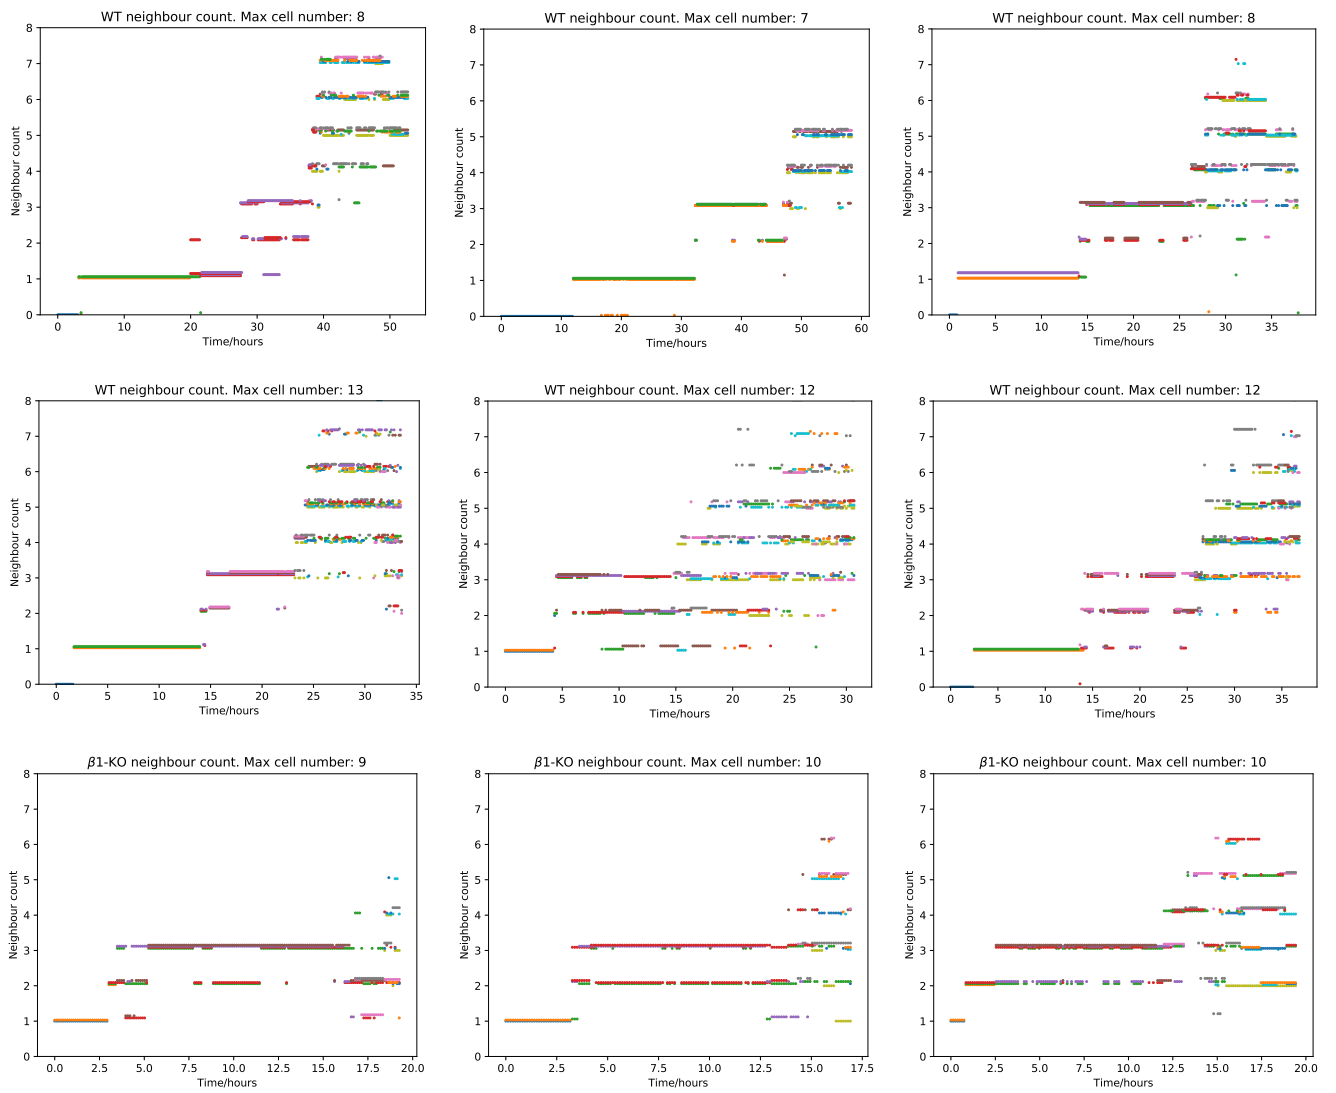 WT neighbour count. Max cell number: 8
8
7
6
5
4
3
2
1
0
Neighbour count
0 10 20 30 40 50
Time/hours
WT neighbour count. Max cell number: 7
8
7
6
5
4
3
2
1
0
Neighbour count
0 10 20 30 40 50 60
Time/hours
WT neighbour count. Max cell number: 8
8
7
6
5
4
3
2
1
0
Neighbour count
0 5 10 15 20 25 30 35
Time/hours
WT neighbour count. Max cell number: 13
8
7
6
5
4
3
2
1
0
Neighbour count
0 5 10 15 20 25 30 35
Time/hours
WT neighbour count. Max cell number: 12
8
7
6
5
4
3
2
1
0
Neighbour count
0 5 10 15 20 25 30
Time/hours
WT neighbour count. Max cell number: 12
8
7
6
5
4
3
2
1
0
Neighbour count
0 5 10 15 20 25 30 35
Time/hours
β1-KO neighbour count. Max cell number: 9
8
7
6
5
4
3
2
1
0
Neighbour count
0.0 2.5 5.0 7.5 10.0 12.5 15.0 17.5 20.0
Time/hours
β1-KO neighbour count. Max cell number: 10
8
7
6
5
4
3
2
1
0
Neighbour count
0.0 2.5 5.0 7.5 10.0 12.5 15.0 17.5
Time/hours
β1-KO neighbour count. Max cell number: 10
8
7
6
5
4
3
2
1
0
Neighbour count
0.0 2.5 5.0 7.5 10.0 12.5 15.0 17.5 20.0
Time/hours